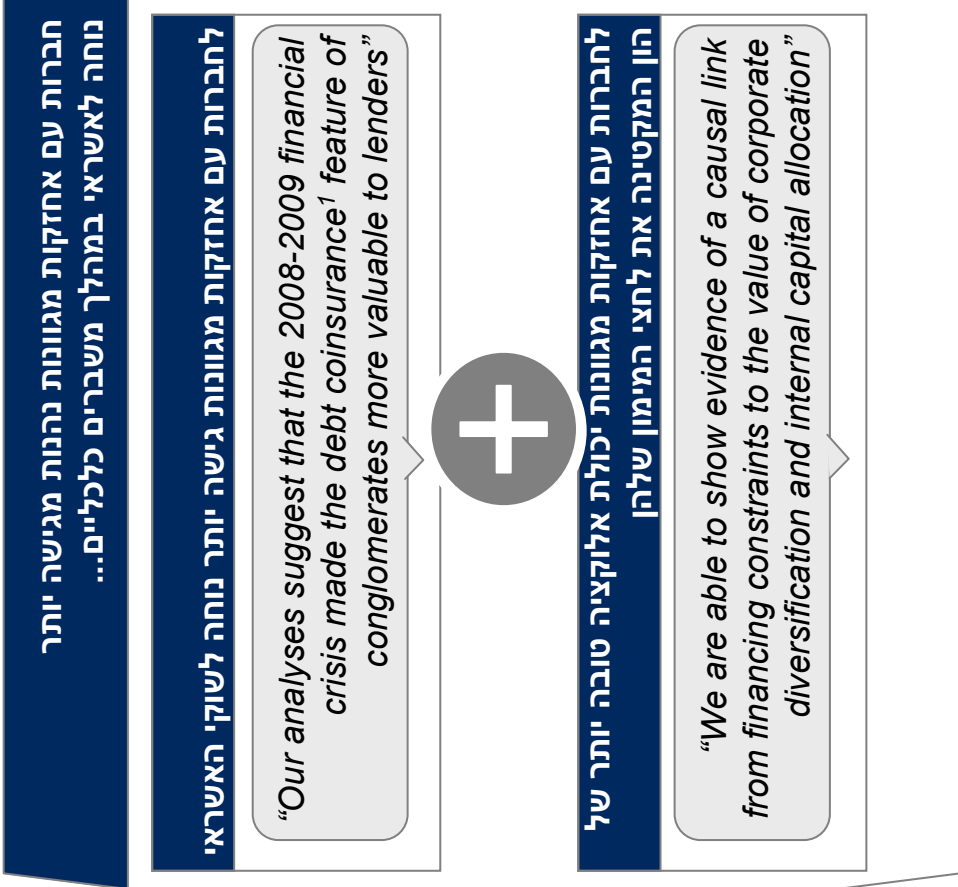 חברות עם אחזקות מגוונות נהנות מגישה יותר
נוחה לאשראי במהלך משברים כלכליים...
לחברות עם אחזקות מגוונות גישה יותר נוחה לשוקי האשראי
“Our analyses suggest that the 2008-2009 financial
crisis made the debt coinsurance¹ feature of
conglomerates more valuable to lenders”
לחברות עם אחזקות מגוונות יכולת אלוקציה טובה יותר של
הון המקטינה את לחצי המימון שלהן
“We are able to show evidence of a causal link
from financing constraints to the value of corporate
diversification and internal capital allocation”